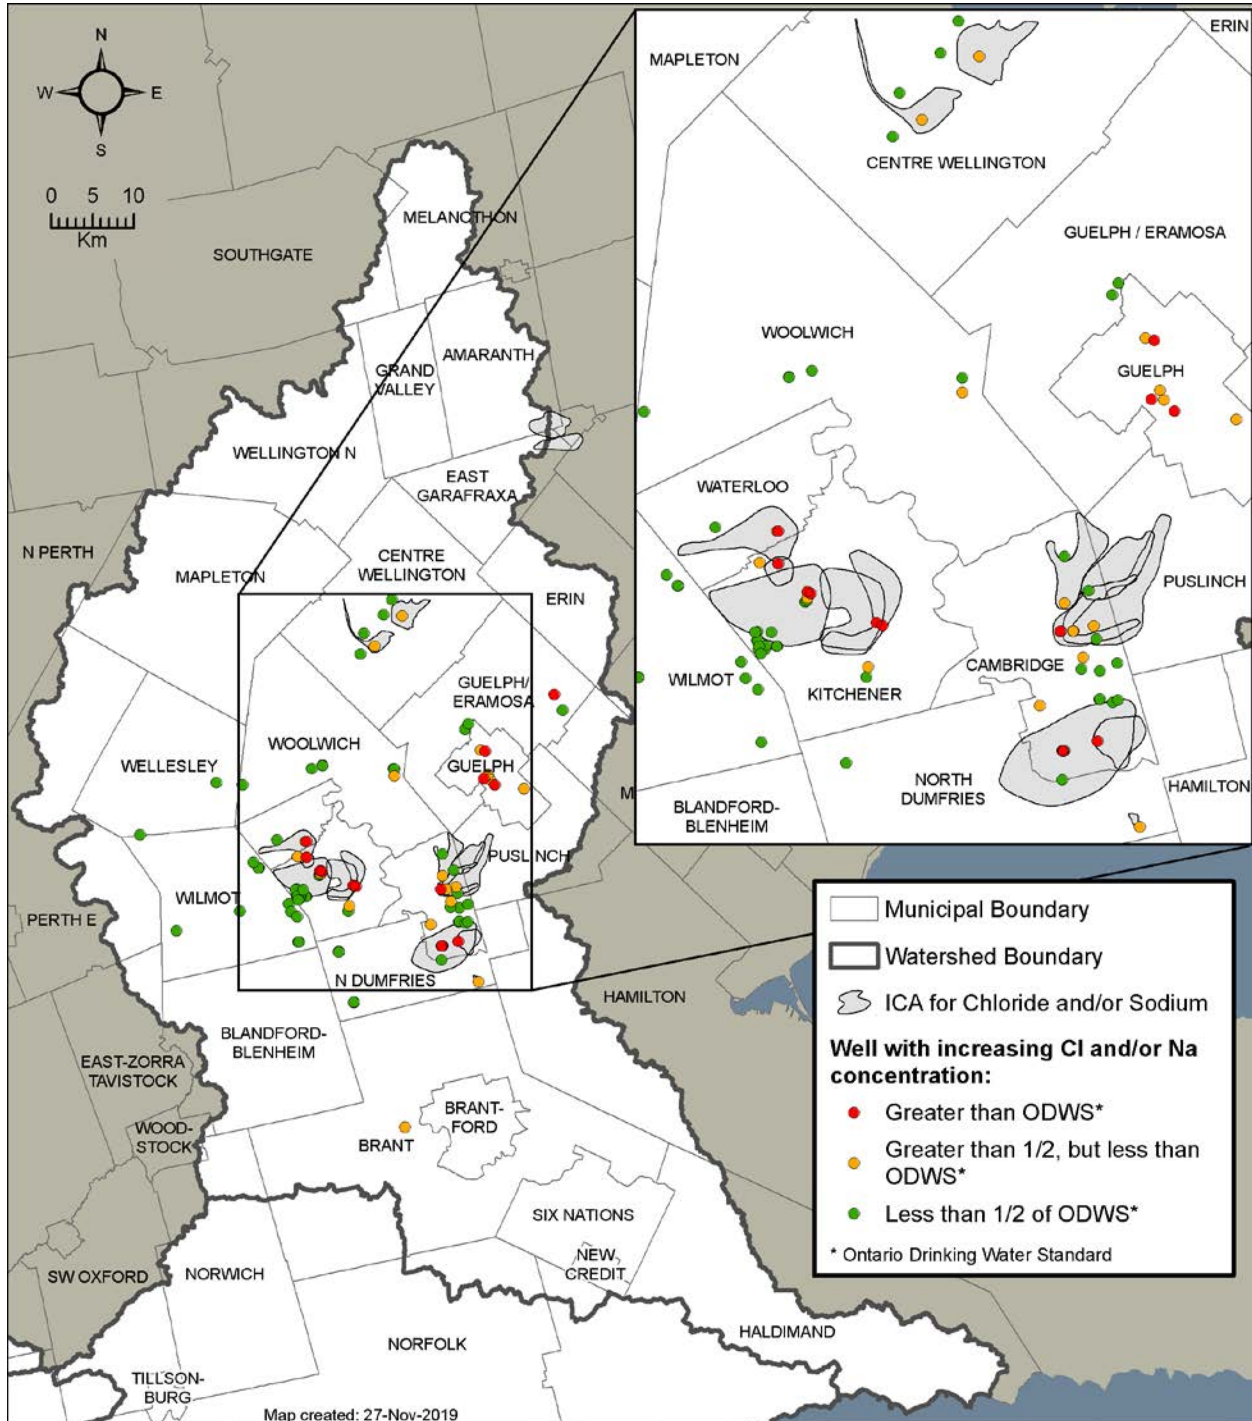 N
W
E
S
0 5 10
Km
MELANCTHON
SOUTHGATE
AMARANTH
GRAND
VALLEY
WELLINGTON N
EAST
GARAFRAXA
N PERTH
MAPLETON
CENTRE
WELLINGTON
ERIN
GUELPH/
ERAMOSA
WOOLWICH
WELLESLEY
GUELPH
M
PUSLINCH
WILMOT
PERTH E
N DUMFRIES
HAMILTON
BLANDFORD-
BLENHEIM
EAST-ZORRA
TAVISTOCK
WOOD-
STOCK
BRANT-
FORD
BRANT
SIX NATIONS
NEW
CREDIT
SW OXFORD
NORWICH
HALDIMAND
NORFOLK
TILLSON-
BURG
Map created: 27-Nov-2019
ERIN
MAPLETON
CENTRE WELLINGTON
GUELPH / ERAMOSA
WOOLWICH
GUELPH
WATERLOO
PUSLINCH
CAMBRIDGE
WILMOT
KITCHENER
NORTH
DUMFRIES
HAMILTON
BLANDFORD-
BLENHEIM
Municipal Boundary
Watershed Boundary
ICA for Chloride and/or Sodium
Well with increasing Cl and/or Na
concentration:
Greater than ODWS*
Greater than 1/2, but less than
ODWS*
Less than 1/2 of ODWS*
* Ontario Drinking Water Standard